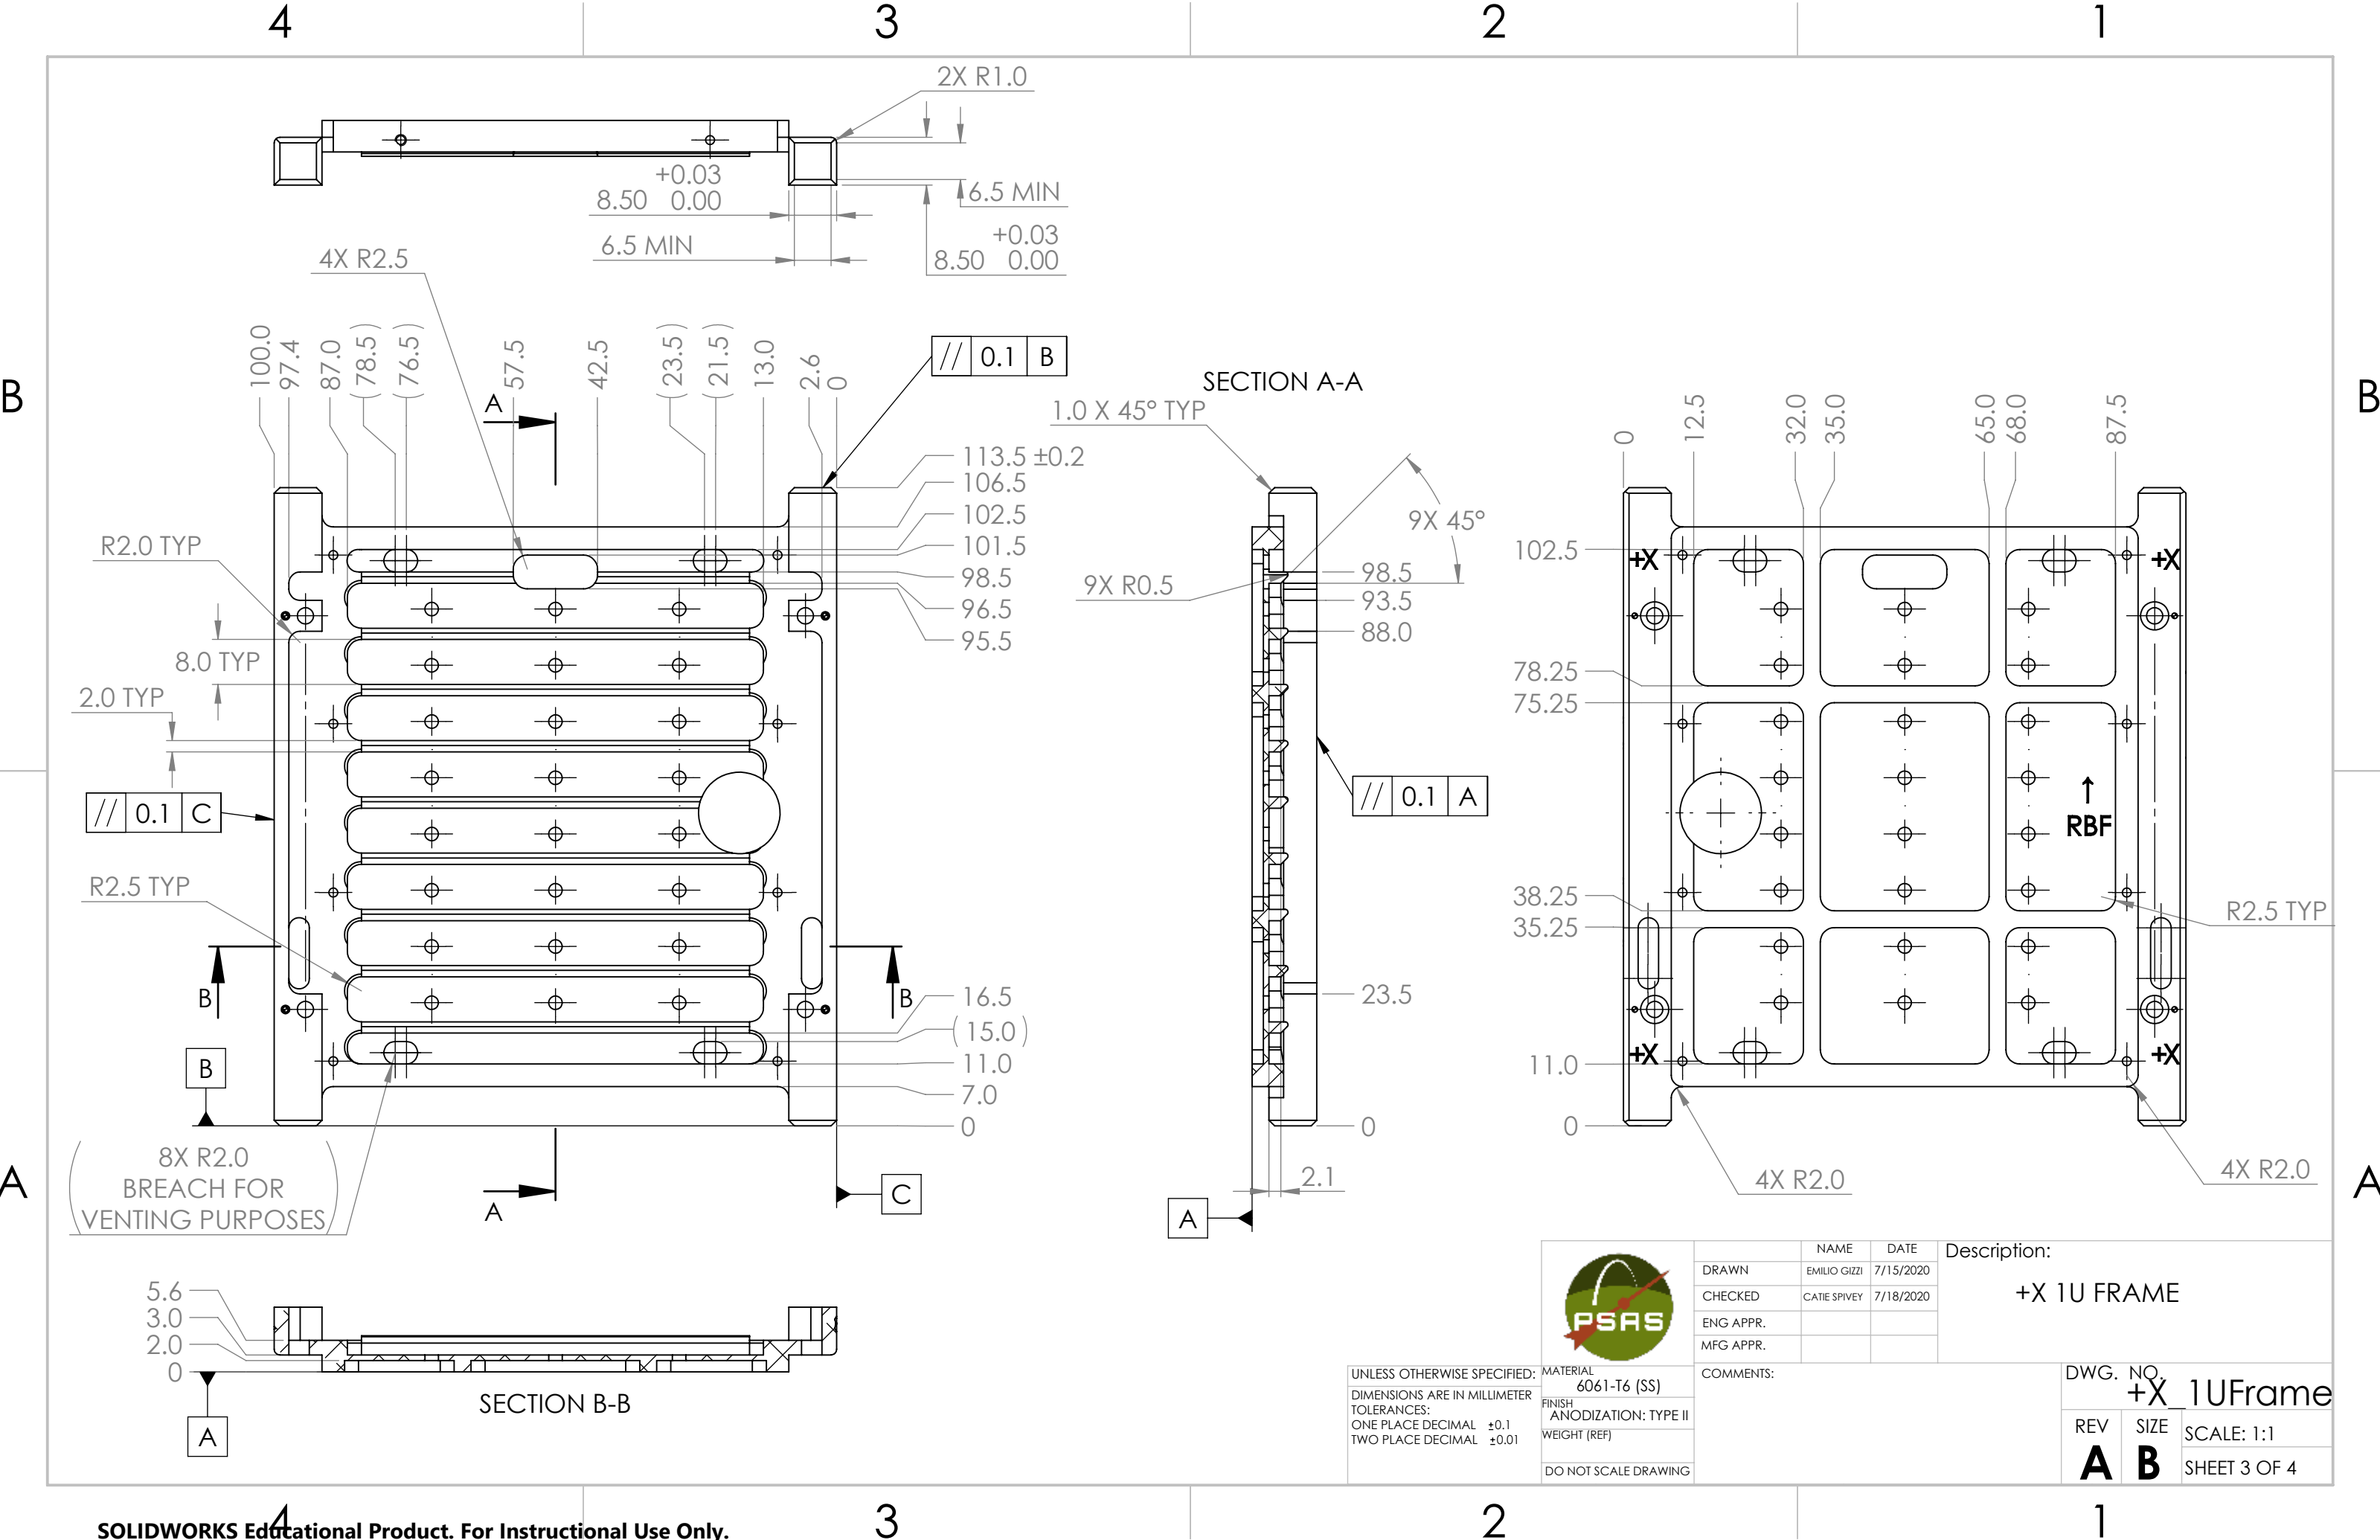 4
3
2
1
B
B
A
A
2X R1.0
+0.03
8.50 0.00
6.5 MIN
6.5 MIN
+0.03
8.50 0.00
4X R2.5
100.0
97.4
87.0
(78.5)
(76.5)
57.5
42.5
(23.5)
(21.5)
13.0
2.6
0
A
// 0.1 B
113.5 ±0.2
106.5
102.5
101.5
98.5
96.5
95.5
R2.0 TYP
8.0 TYP
2.0 TYP
// 0.1 C
R2.5 TYP
B
B
16.5
(15.0)
11.0
7.0
0
B
A
C
8X R2.0
BREACH FOR
VENTING PURPOSES
SECTION A-A
1.0 X 45° TYP
9X 45°
9X R0.5
98.5
93.5
88.0
// 0.1 A
23.5
0
2.1
A
0
12.5
32.0
35.0
65.0
68.0
87.5
102.5
78.25
75.25
38.25
35.25
11.0
0
+X
+X
↑
RBF
+X
+X
R2.5 TYP
4X R2.0
4X R2.0
5.6
3.0
2.0
0
A
SECTION B-B
PSAS
NAME DATE
DRAWN EMILIO GIZZI 7/15/2020
CHECKED CATIE SPIVEY 7/18/2020
ENG APPR.
MFG APPR.
COMMENTS:
Description:
+X 1U FRAME
UNLESS OTHERWISE SPECIFIED:
DIMENSIONS ARE IN MILLIMETER
TOLERANCES:
ONE PLACE DECIMAL ±0.1
TWO PLACE DECIMAL ±0.01
MATERIAL
6061-T6 (SS)
FINISH
ANODIZATION: TYPE II
WEIGHT (REF)
DO NOT SCALE DRAWING
DWG. NO.
+X_1UFrame
REV
A
SIZE
B
SCALE: 1:1
SHEET 3 OF 4
4
3
2
1
SOLIDWORKS Educational Product. For Instructional Use Only.